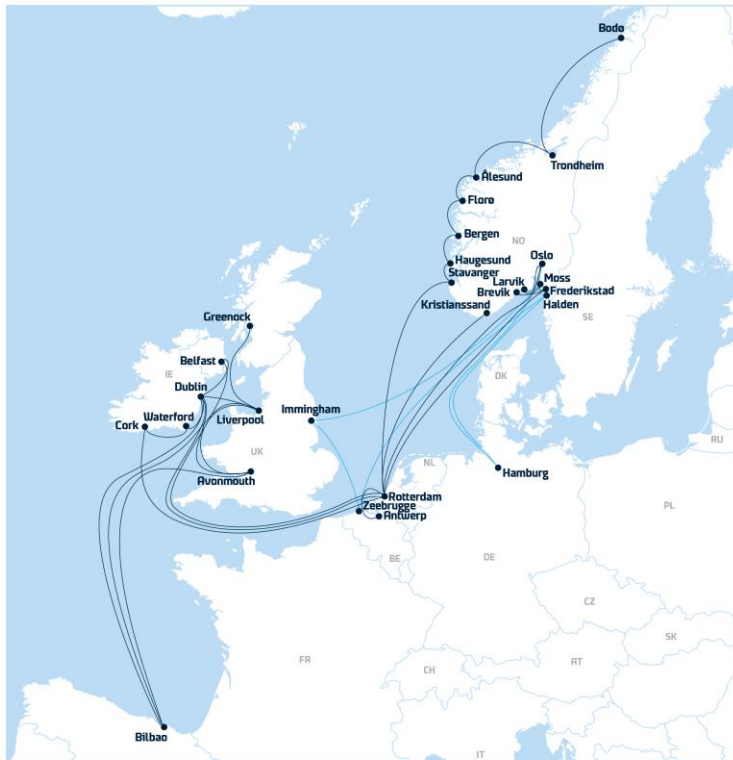 Bodø
Trondheim
Ålesund
Florø
Bergen
NO
Oslo
Haugesund
Moss
Stavanger
Larvik
Brevik
Frederikstad
Halden
Kristianssand
SE
Greenock
Belfast
IE
DK
Dublin
Immingham
Waterford
Liverpool
Cork
RU
UK
NL
Hamburg
Avonmouth
Rotterdam
PL
Zeebrugge
Antwerp
BE
DE
CZ
SK
FR
CH
AT
Bilbao
IT